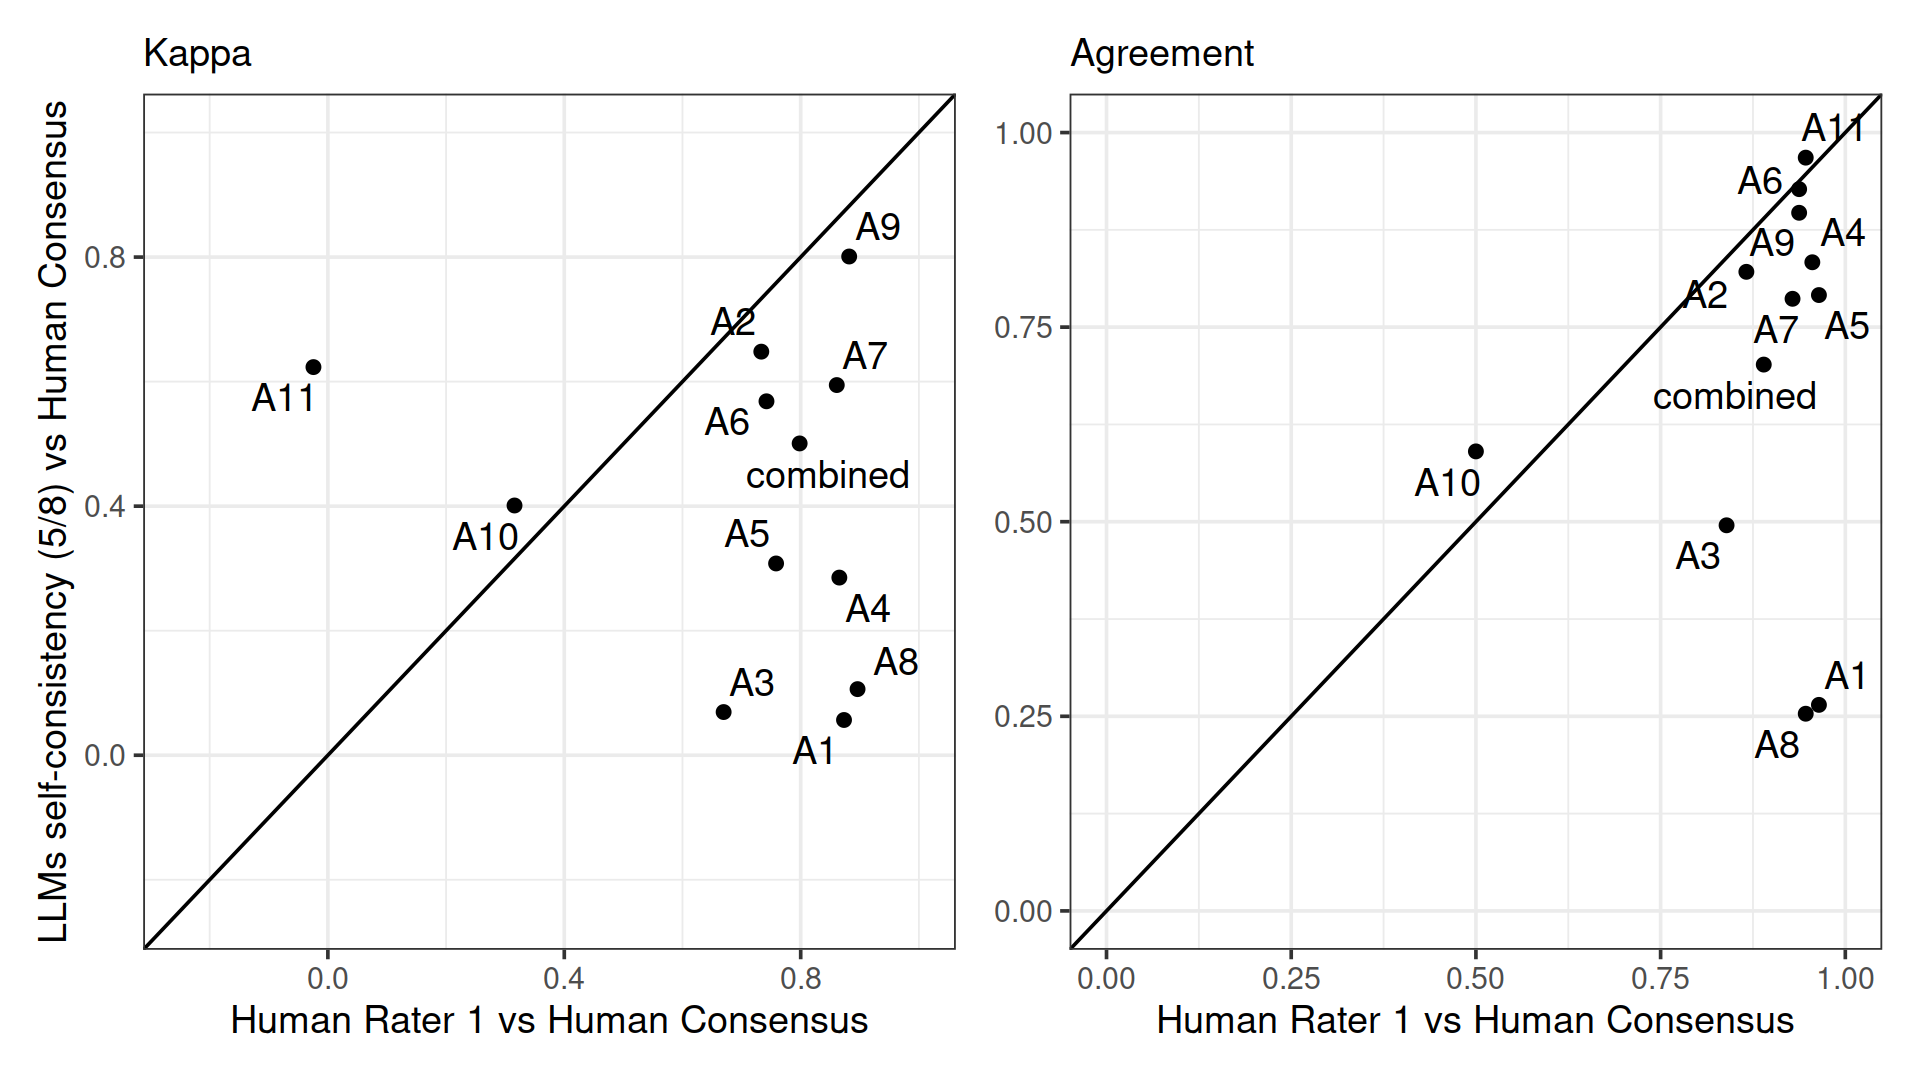 Kappa
Agreement
LLMs self-consistency (5/8) vs Human Consensus
0.8
0.4
0.0
A9
A2
A7
A11
A6
combined
A10
A5
A4
A8
A3
A1
0.0
0.4
0.8
Human Rater 1 vs Human Consensus
1.00
0.75
0.50
0.25
0.00
A11
A6
A4
A9
A2
A7
A5
combined
A10
A3
A1
A8
0.00
0.25
0.50
0.75
1.00
Human Rater 1 vs Human Consensus